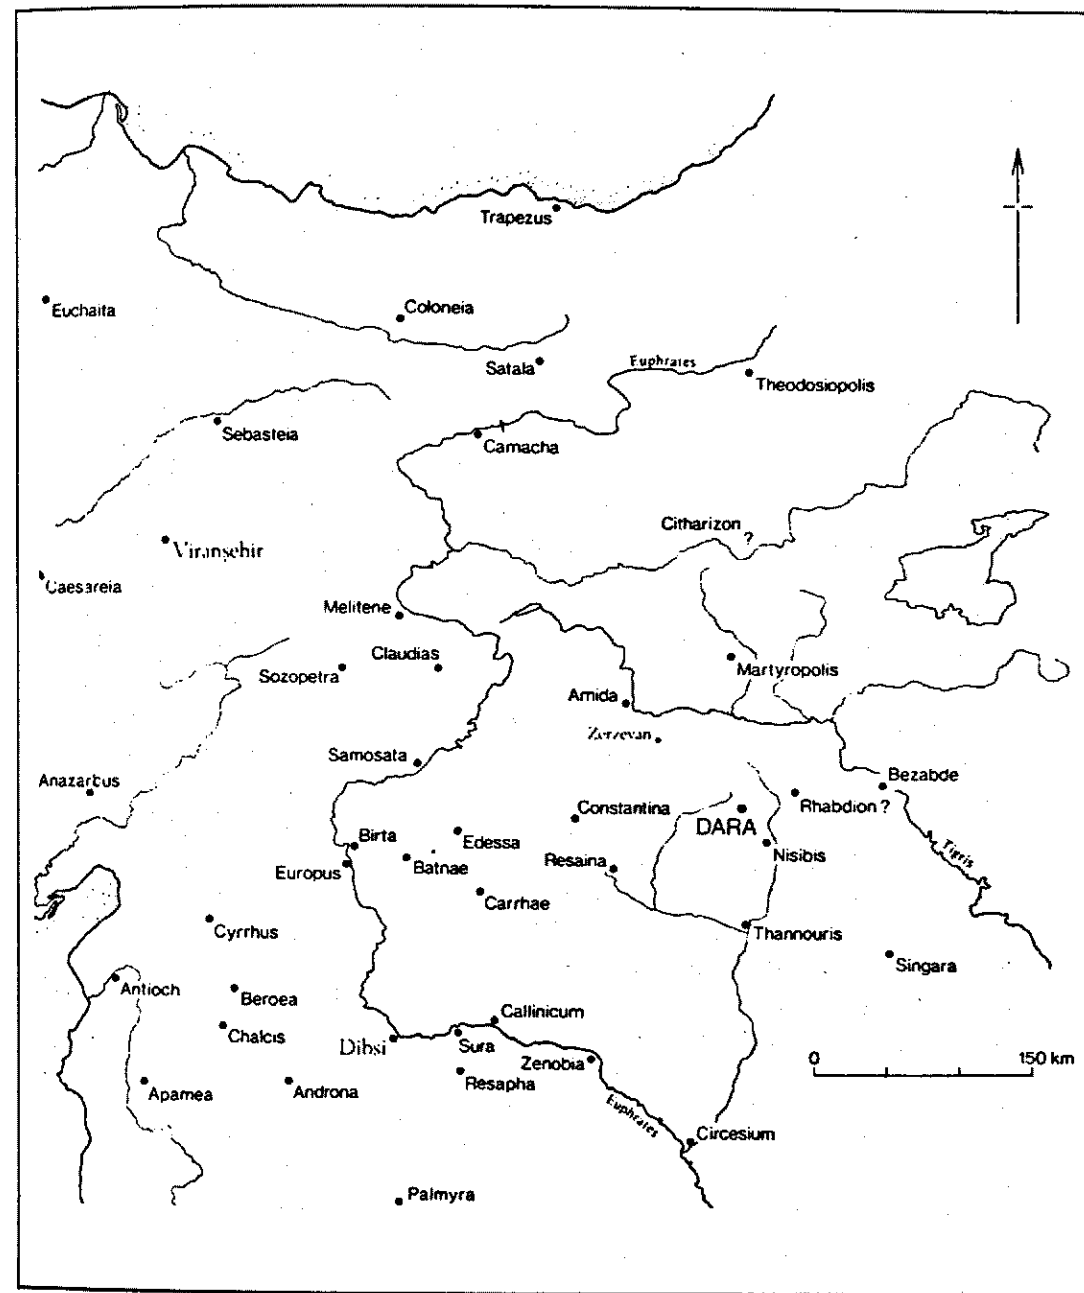 Trapezus
Euchaita
Coloneia
Satala
Euphrates
Theodosiopolis
Sebasteia
Camacha
Citharizon
?
Viranşehir
Caesareia
Melitene
Claudias
Sozopetra
Martyropolis
Amida
Zerzevan
Samosata
Anazarbus
Bezabde
Constantina
DARA
Rhabdion ?
Birta
Edessa
Nisibis
Tigris
Europus
Batnae
Resaina
Carrhae
Cyrrhus
Thannouris
Singara
Antioch
Beroea
Callinicum
Chalcis
Dibsi
Sura
Zenobia
0 150 km
Apamea
Androna
Resapha
Euphrates
Circesium
Palmyra